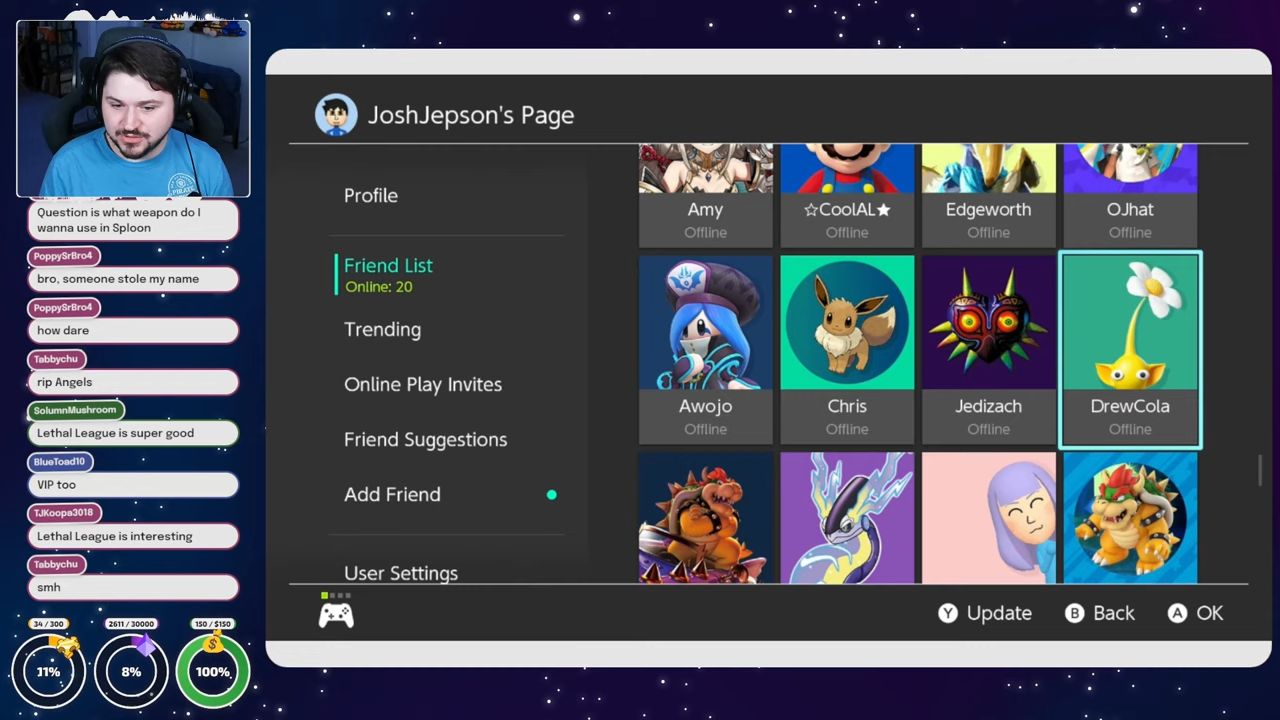 JoshJepson's Page
Question is what weapon do I
wanna use in Sploon
PoppySrBro4
bro, someone stole my name
PoppySrBro4
how dare
Tabbychu
rip Angels
SolumnMushroom
Lethal League is super good
BlueToad10
VIP too
TJKoopa3018
Lethal League is interesting
Tabbychu
smh
34 / 300
2611 / 30000
150 / $150
11%
8%
100%
Profile
Friend List
Online: 20
Trending
Online Play Invites
Friend Suggestions
Add Friend
User Settings
Amy
Offline
☆CoolAL★
Offline
Edgeworth
Offline
OJhat
Offline
Awojo
Offline
Chris
Offline
Jedizach
Offline
DrewCola
Offline
Y Update
B Back
A OK